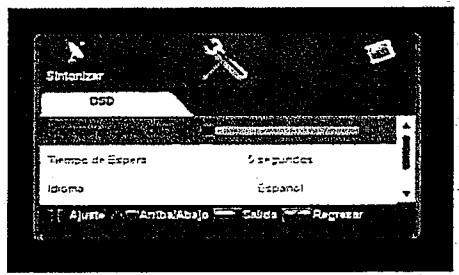 Sintonizar
OSD
Tiempo de Espera 5 segundos
Idioma Español
Ajuste Arriba/Abajo Salida Regresar